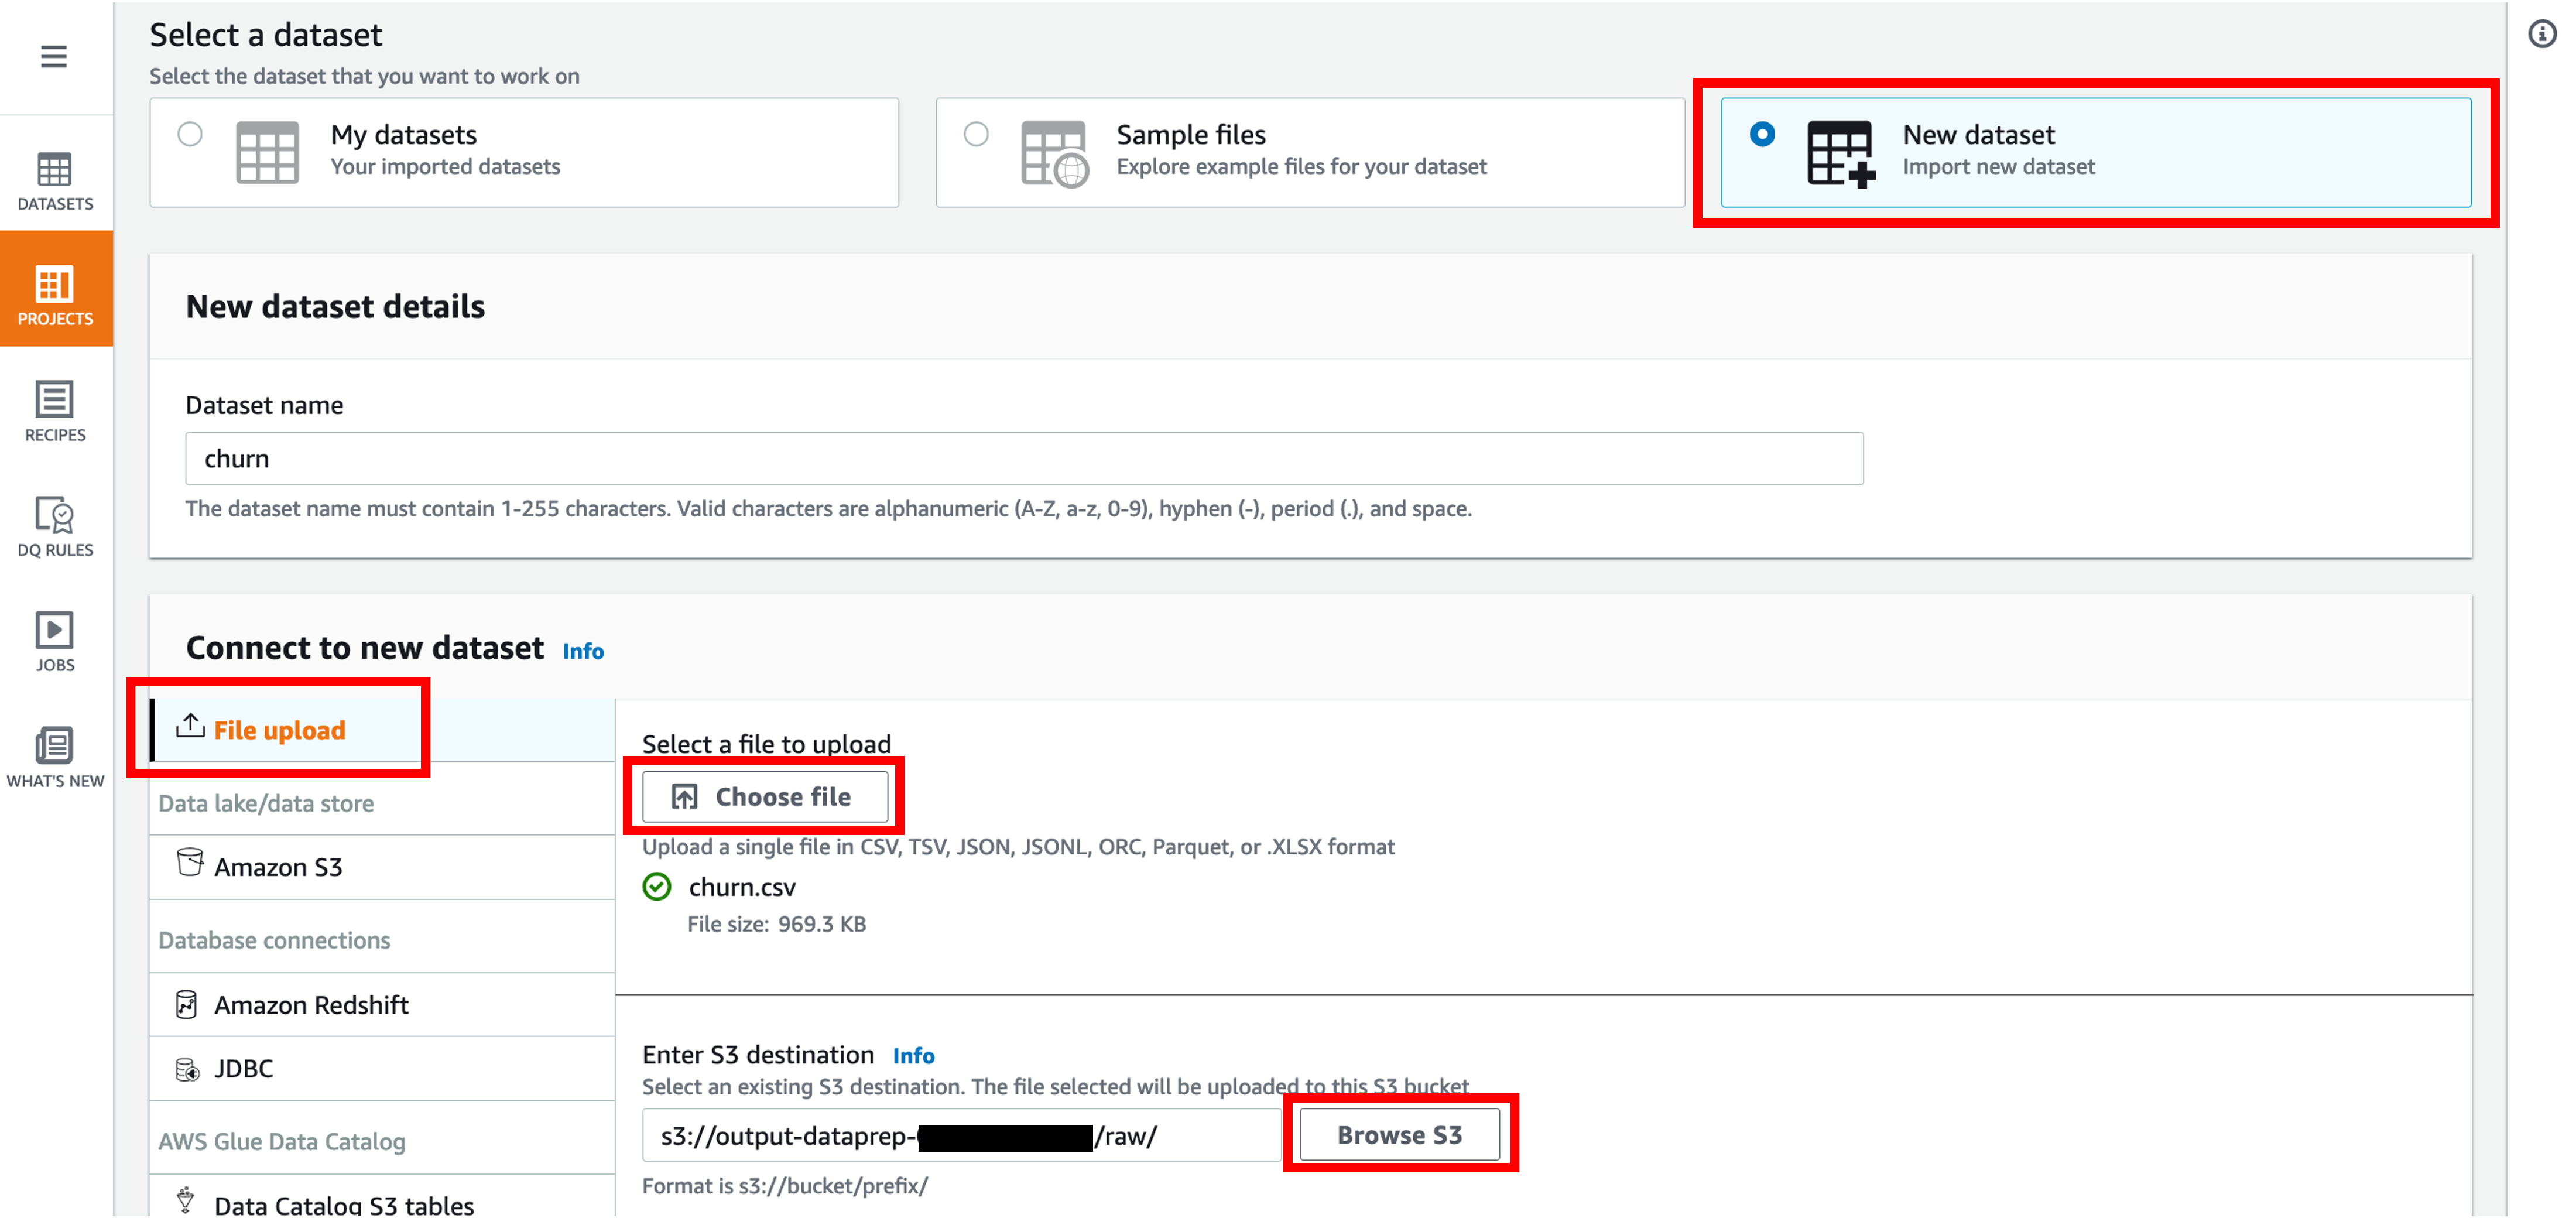 Select a dataset
Select the dataset that you want to work on
My datasets
Your imported datasets
Sample files
Explore example files for your dataset
New dataset
Import new dataset
DATASETS
PROJECTS
RECIPES
DQ RULES
JOBS
WHAT'S NEW
New dataset details
Dataset name
churn
The dataset name must contain 1-255 characters. Valid characters are alphanumeric (A-Z, a-z, 0-9), hyphen (-), period (.), and space.
Connect to new dataset Info
File upload
Data lake/data store
Amazon S3
Database connections
Amazon Redshift
JDBC
AWS Glue Data Catalog
Data Catalog S3 tables
Select a file to upload
Choose file
Upload a single file in CSV, TSV, JSON, JSONL, ORC, Parquet, or .XLSX format
churn.csv
File size: 969.3 KB
Enter S3 destination Info
Select an existing S3 destination. The file selected will be uploaded to this S3 bucket
s3://output-dataprep- /raw/
Browse S3
Format is s3://bucket/prefix/